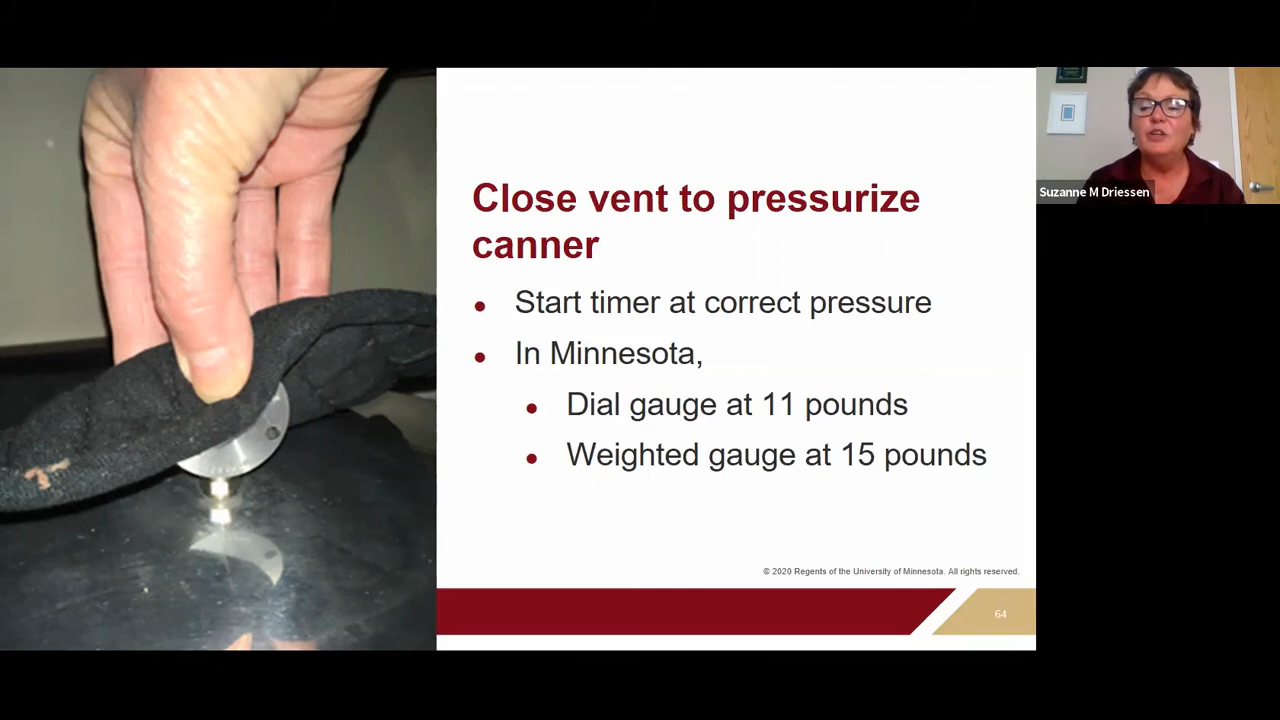 Close vent to pressurize
canner
Start timer at correct pressure
In Minnesota,
Dial gauge at 11 pounds
Weighted gauge at 15 pounds
© 2020 Regents of the University of Minnesota. All rights reserved.
64
Suzanne M Driessen